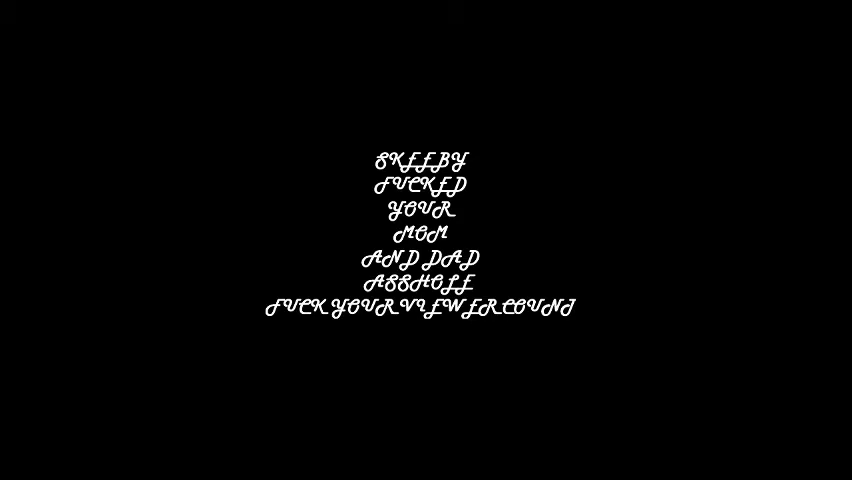 SKEEBY
FUCKED
YOUR
MOM
AND DAD
ASSHOLE
FUCK YOUR VIEWERCOUNT